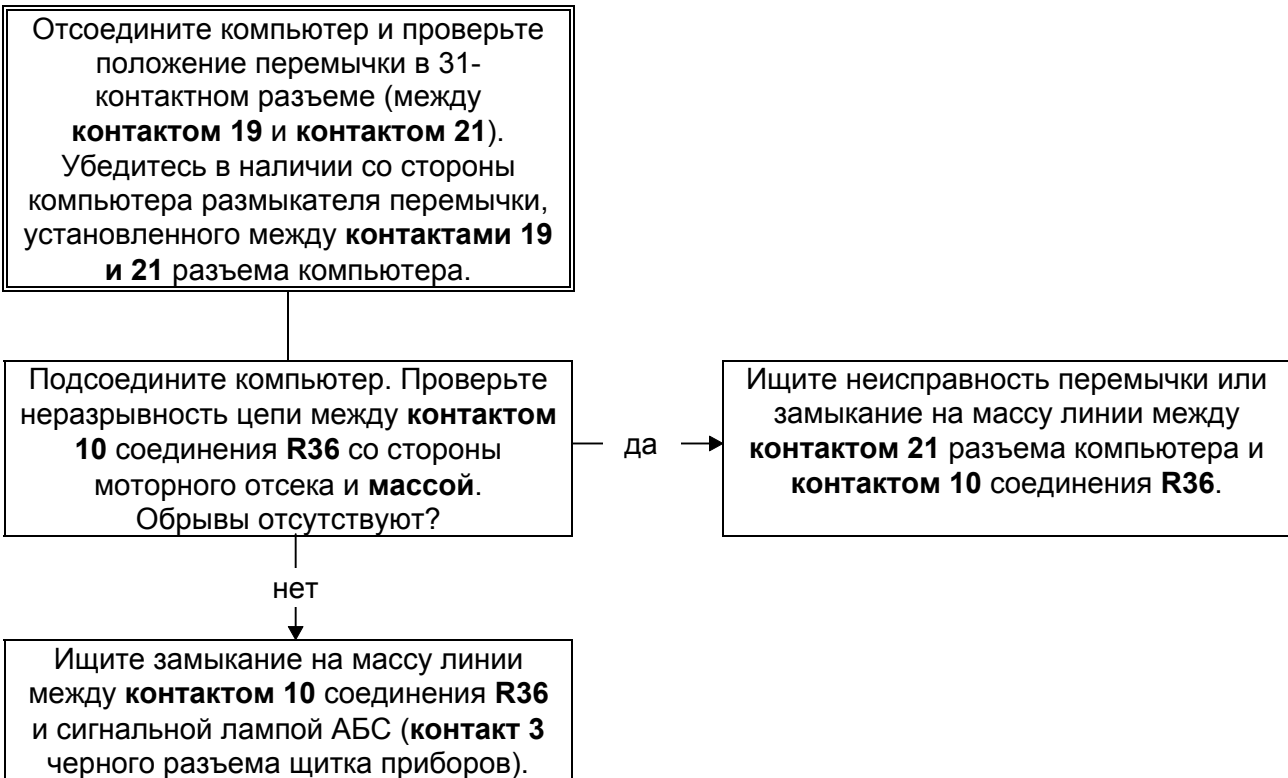 Отсоедините компьютер и проверьте
положение перемычки в 31-
контактном разъеме (между
контактом 19 и контактом 21).
Убедитесь в наличии со стороны
компьютера размыкателя перемычки,
установленного между контактами 19
и 21 разъема компьютера.
Подсоедините компьютер. Проверьте
неразрывность цепи между контактом
10 соединения R36 со стороны
моторного отсека и массой.
Обрывы отсутствуют?
да
Ищите неисправность перемычки или
замыкание на массу линии между
контактом 21 разъема компьютера и
контактом 10 соединения R36.
нет
Ищите замыкание на массу линии
между контактом 10 соединения R36
и сигнальной лампой АБС (контакт 3
черного разъема щитка приборов).